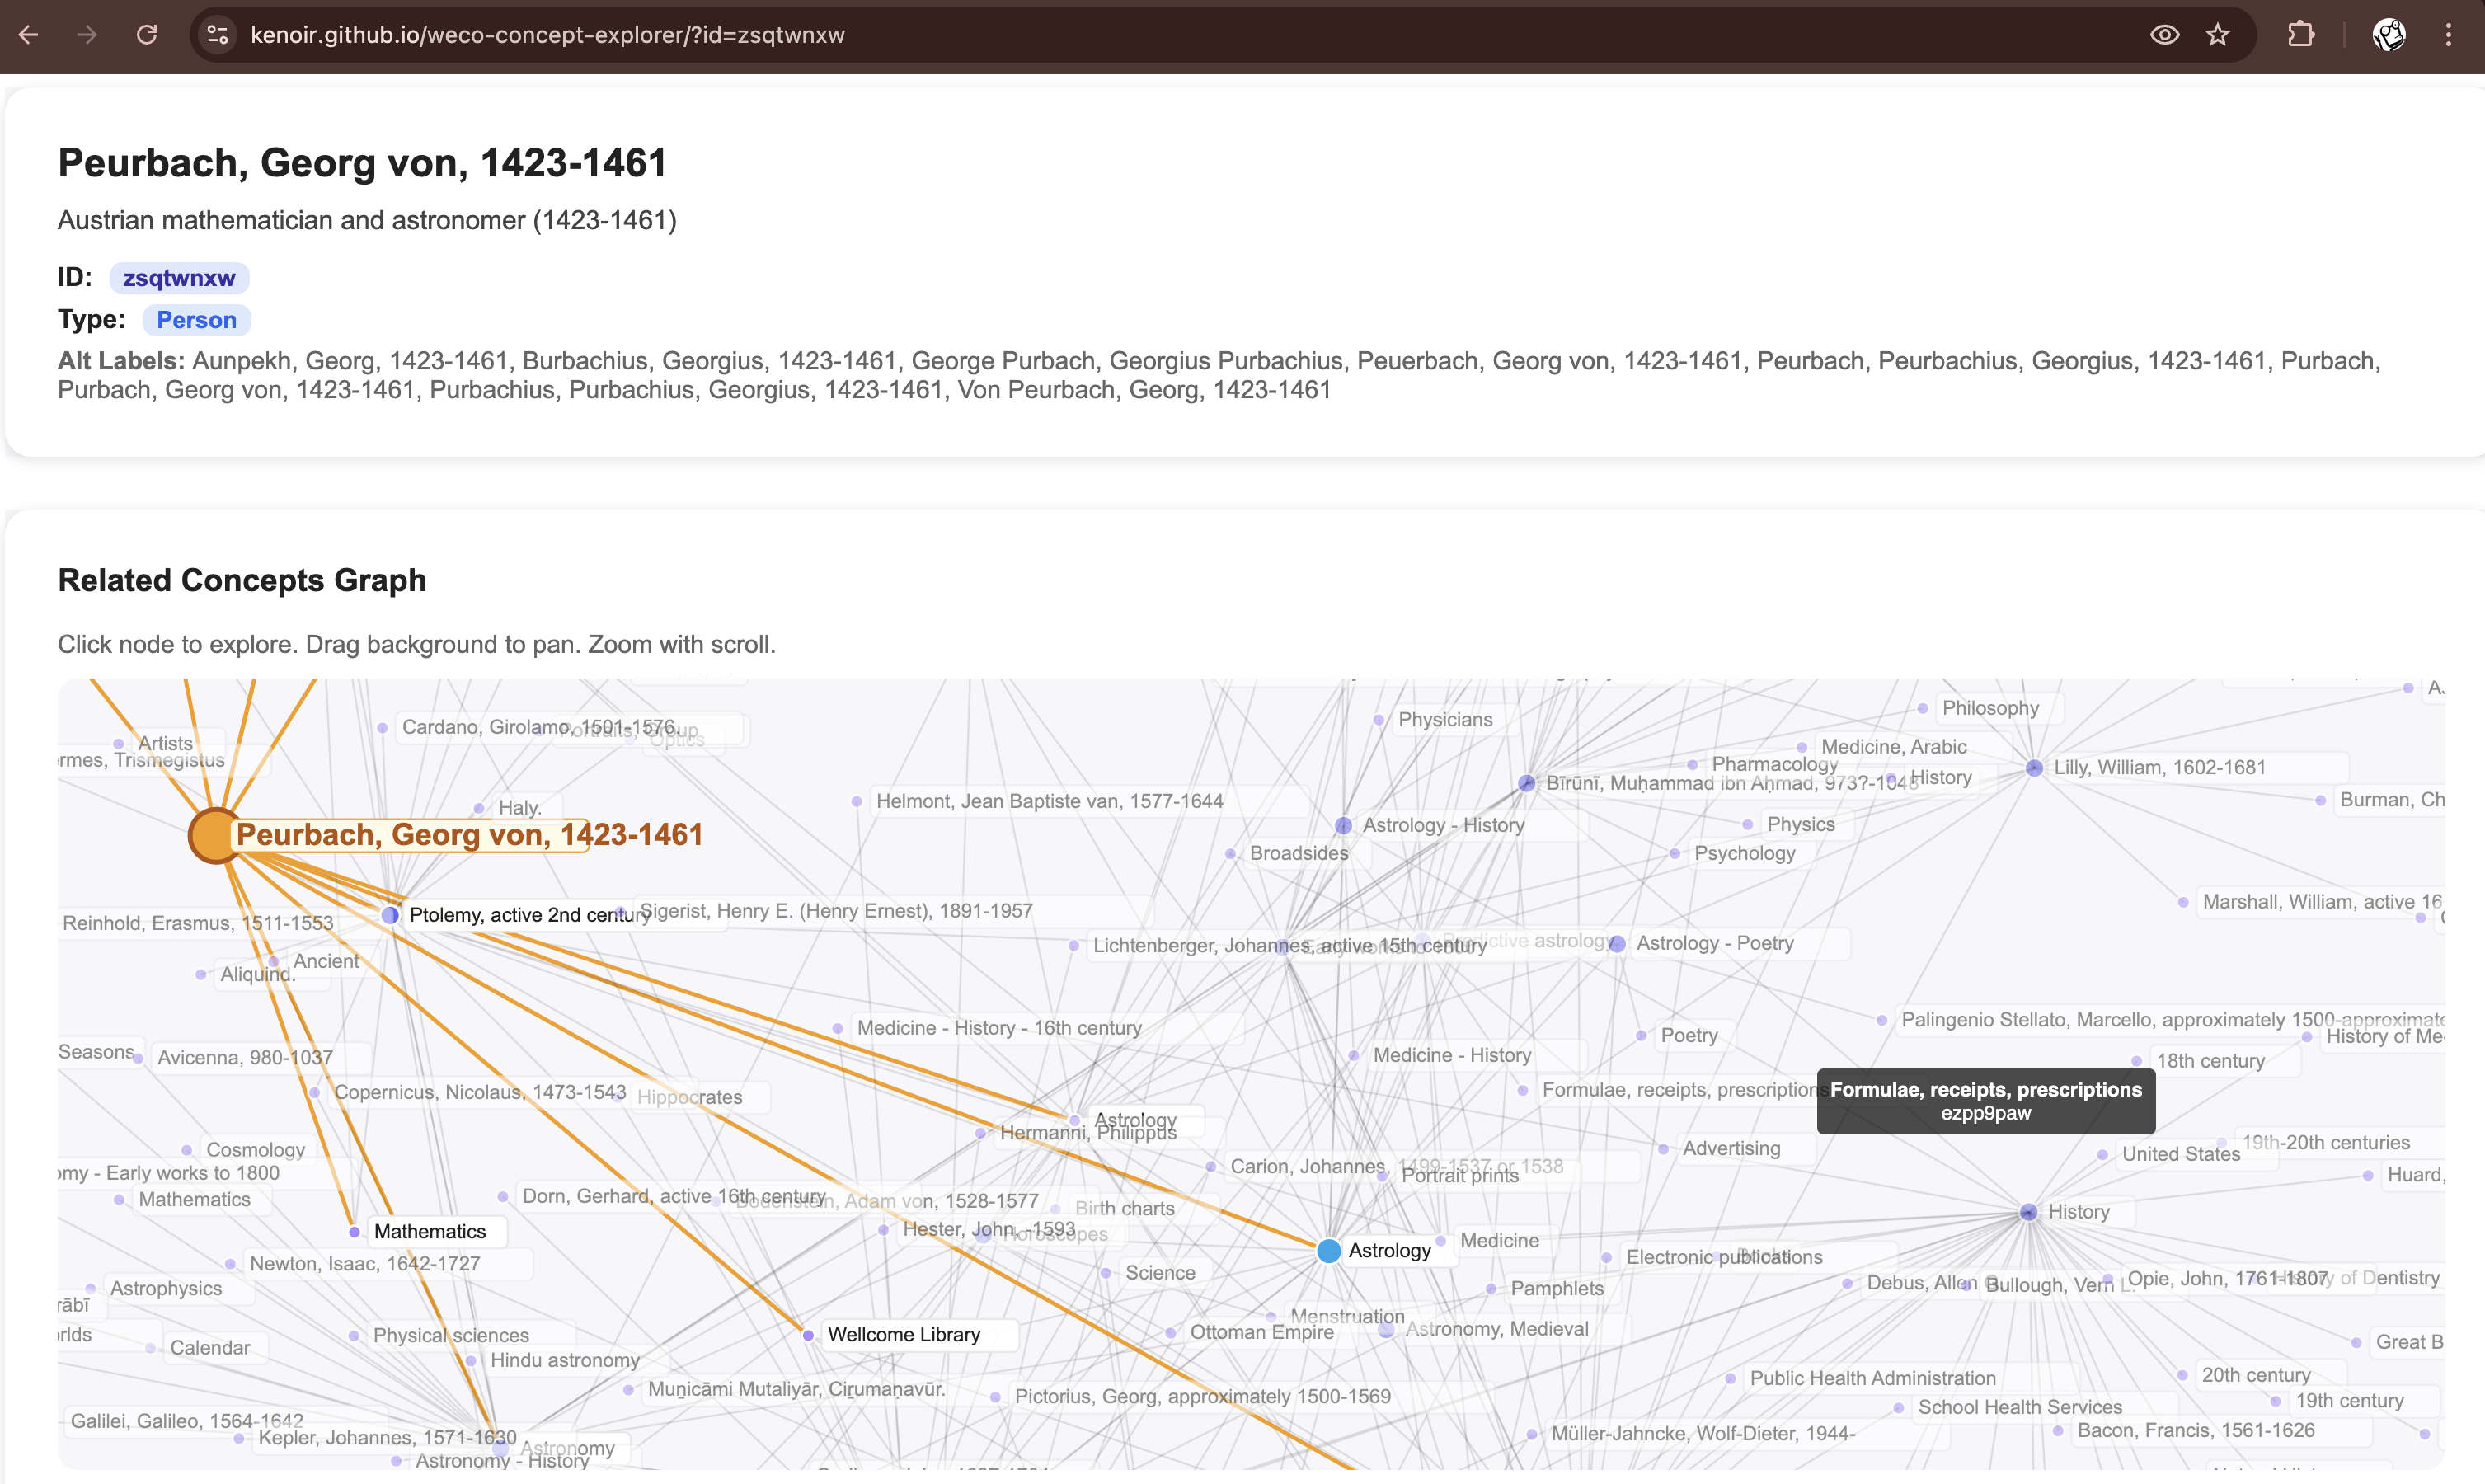 kenoir.github.io/weco-concept-explorer/?id=zsqtwnxw
Peurbach, Georg von, 1423-1461
Austrian mathematician and astronomer (1423-1461)
ID: zsqtwnxw
Type: Person
Alt Labels: Aunpekh, Georg, 1423-1461, Burbachius, Georgius, 1423-1461, George Purbach, Georgius Purbachius, Peuerbach, Georg von, 1423-1461, Peurbach, Peurbachius, Georgius, 1423-1461, Purbach,
Purbach, Georg von, 1423-1461, Purbachius, Purbachius, Georgius, 1423-1461, Von Peurbach, Georg, 1423-1461
Related Concepts Graph
Click node to explore. Drag background to pan. Zoom with scroll.
Physicians
Philosophy
Cardano, Girolamo, 1501-1576
Optics
Artists
ermes, Trismegistus
Medicine, Arabic
Pharmacology
History
Lilly, William, 1602-1681
Bīrūnī, Muḥammad ibn Aḥmad, 973?-1048
Haly.
Helmont, Jean Baptiste van, 1577-1644
Burman, Ch
Peurbach, Georg von, 1423-1461
Astrology - History
Physics
Broadsides
Psychology
Marshall, William, active 16
Reinhold, Erasmus, 1511-1553
Ptolemy, active 2nd century
Sigerist, Henry E. (Henry Ernest), 1891-1957
Lichtenberger, Johannes, active 15th century
Predictive astrology
Astrology - Poetry
Ancient
Aliquind.
Palingenio Stellato, Marcello, approximately 1500-approximate
Medicine - History - 16th century
Poetry
History of Me
Seasons
Avicenna, 980-1037
Medicine - History
18th century
Copernicus, Nicolaus, 1473-1543
Hippocrates
Formulae, receipts, prescriptions
Formulae, receipts, prescriptions
ezpp9paw
Astrology
Hermanni, Philippus
Cosmology
Advertising
19th-20th centuries
United States
omy - Early works to 1800
Carion, Johannes, 1499-1537 or 1538
Portrait prints
Huard,
Mathematics
Dorn, Gerhard, active 16th century
Bodenstein, Adam von, 1528-1577
Birth charts
History
Mathematics
Hester, John, -1593
Horoscopes
Medicine
Astrology
Electronic publications
Newton, Isaac, 1642-1727
Science
Astrophysics
Pamphlets
Debus, Allen
Bullough, Vern L.
Opie, John, 1761-1807
History of Dentistry
rābī
Menstruation
orlds
Physical sciences
Wellcome Library
Ottoman Empire
Astronomy, Medieval
Calendar
Great B
Hindu astronomy
Muṉicāmi Mutaliyār, Ciṟumaṇavūr.
Pictorius, Georg, approximately 1500-1569
Public Health Administration
20th century
19th century
School Health Services
Galilei, Galileo, 1564-1642
Kepler, Johannes, 1571-1630
Astronomy
Müller-Jahncke, Wolf-Dieter, 1944-
Bacon, Francis, 1561-1626
Astronomy - History